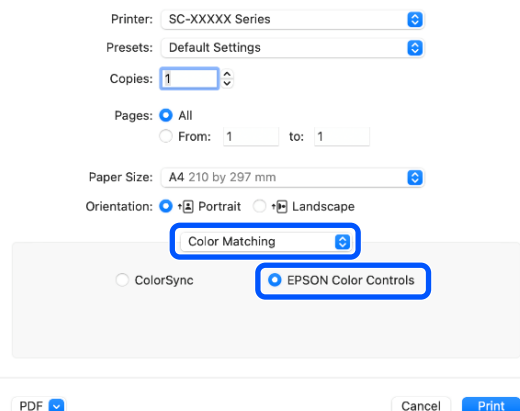 Printer: SC-XXXXX Series
Presets: Default Settings
Copies: 1
Pages: All
From: 1 to: 1
Paper Size: A4 210 by 297 mm
Orientation: Portrait Landscape
Color Matching
ColorSync EPSON Color Controls
PDF Cancel Print